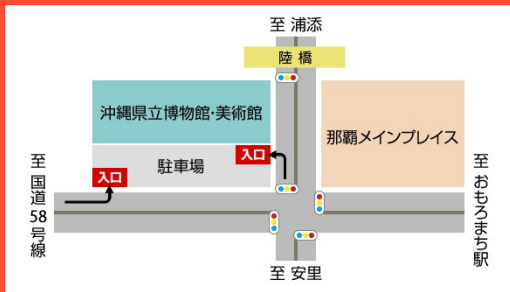 至 浦添
陸橋
沖縄県立博物館・美術館
那覇メインプレイス
入口
駐車場
入口
至 国道58号線
至 おもろまち駅
至 安里